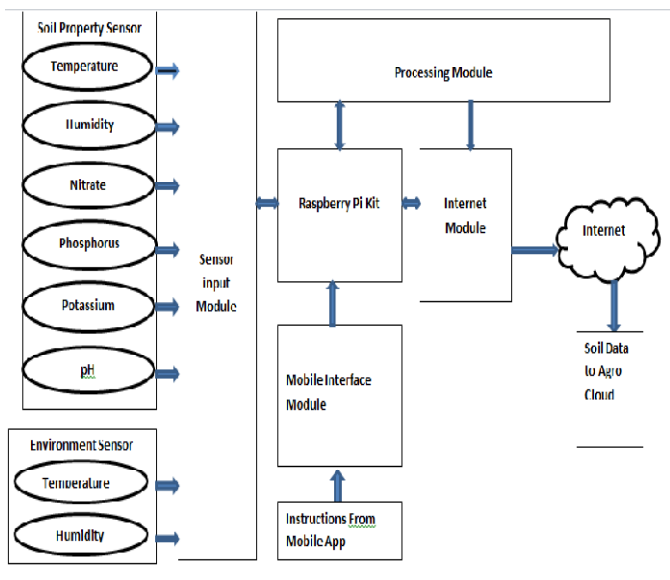 Soil Property Sensor
Temperature
Humidity
Nitrate
Phosphorus
Potassium
pH
Environment Sensor
Temperature
Humidity
Sensor
input
Module
Processing Module
Raspberry Pi Kit
Internet
Module
Mobile Interface
Module
Instructions From
Mobile App
Internet
Soil Data
to Agro
Cloud